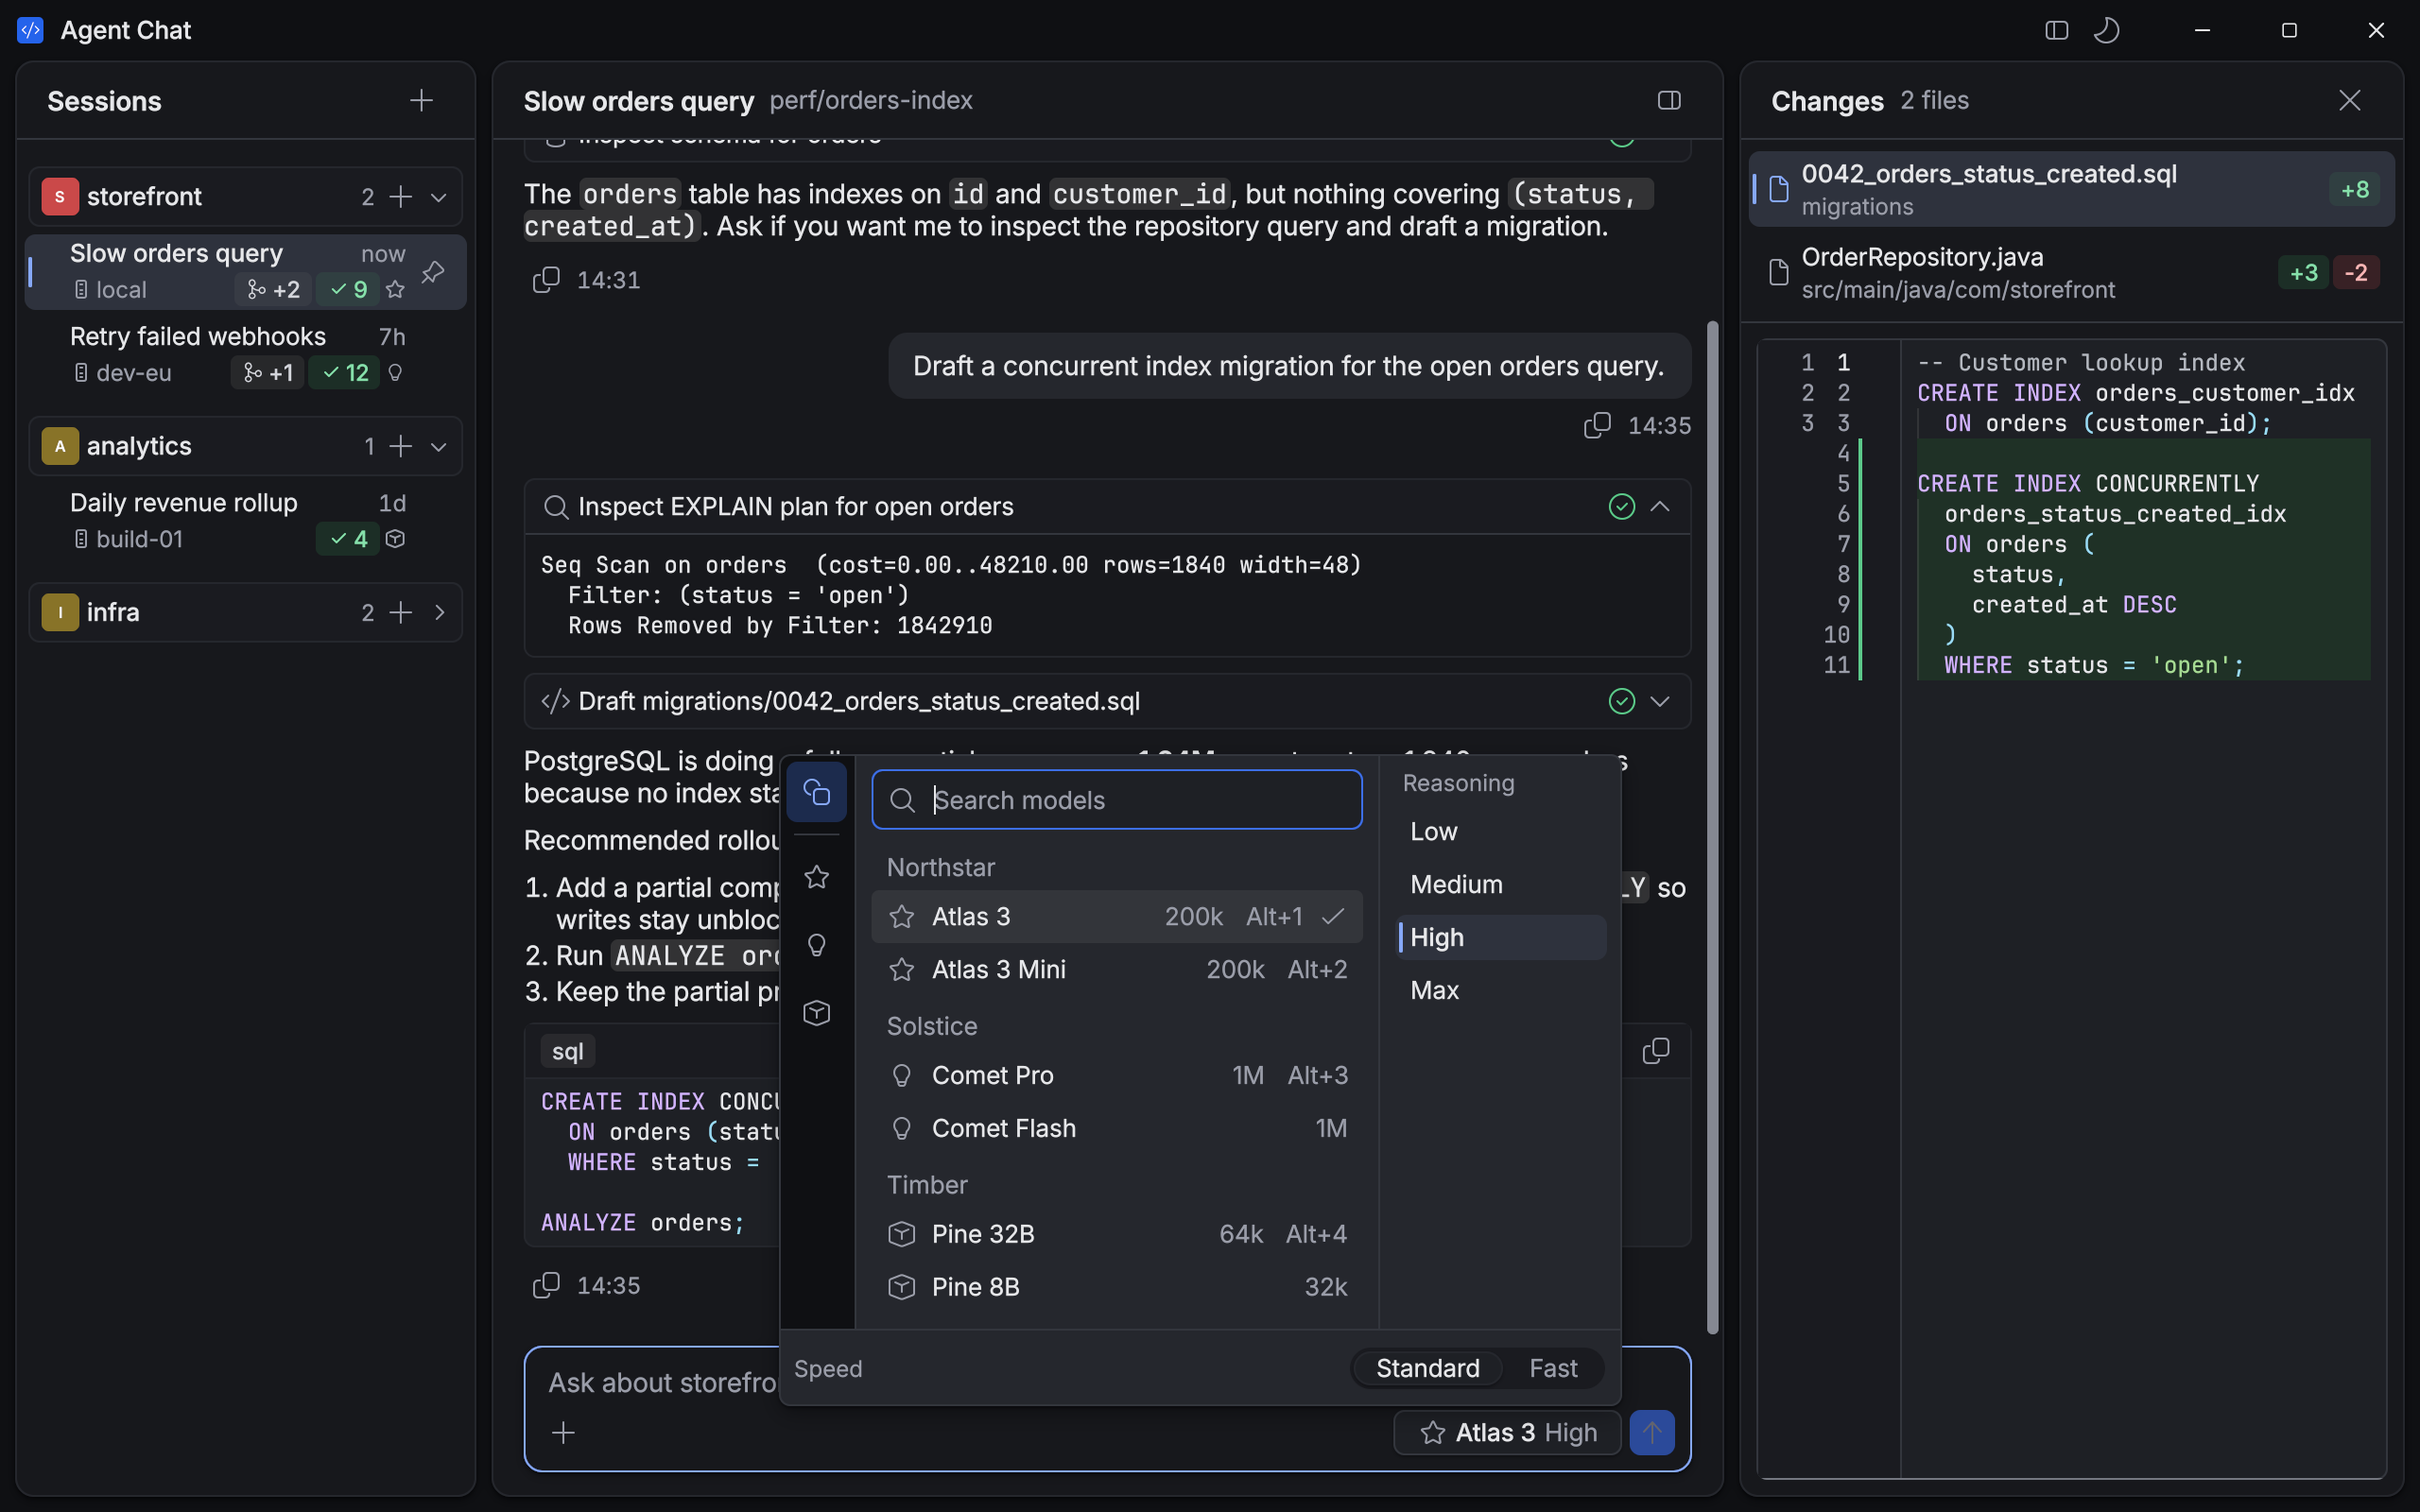 Agent Chat
Sessions
S storefront 2
Slow orders query now
local +2 9
Retry failed webhooks 7h
dev-eu +1 12
A analytics 1
Daily revenue rollup 1d
build-01 4
I infra 2
Slow orders query perf/orders-index
The orders table has indexes on id and customer_id, but nothing covering (status,
created_at). Ask if you want me to inspect the repository query and draft a migration.
14:31
Draft a concurrent index migration for the open orders query.
14:35
Inspect EXPLAIN plan for open orders
Seq Scan on orders (cost=0.00..48210.00 rows=1840 width=48)
Filter: (status = 'open')
Rows Removed by Filter: 1842910
Draft migrations/0042_orders_status_created.sql
PostgreSQL is doing
because no index
Recommended
1. Add a partial
LY so
writes stay
2. Run ANALYZE
3. Keep the partial
sql
CREATE INDEX
ON orders
WHERE status =
ANALYZE orders;
14:35
Search models
Northstar
Atlas 3 200k Alt+1
Atlas 3 Mini 200k Alt+2
Solstice
Comet Pro 1M Alt+3
Comet Flash 1M
Timber
Pine 32B 64k Alt+4
Pine 8B 32k
Reasoning
Low
Medium
High
Max
Speed Standard Fast
Ask about
Atlas 3 High
Changes 2 files
0042_orders_status_created.sql
migrations
+8
OrderRepository.java
src/main/java/com/storefront
+3 -2
1 1 -- Customer lookup index
2 2 CREATE INDEX orders_customer_idx
3 3 ON orders (customer_id);
4
5 CREATE INDEX CONCURRENTLY
6 orders_status_created_idx
7 ON orders (
8 status,
9 created_at DESC
10 )
11 WHERE status = 'open';